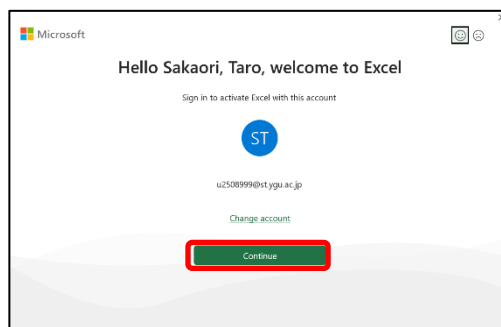 Microsoft
Hello Sakaori, Taro, welcome to Excel
Sign in to activate Excel with this account
ST
u2508999@st.ygu.ac.jp
Change account
Continue